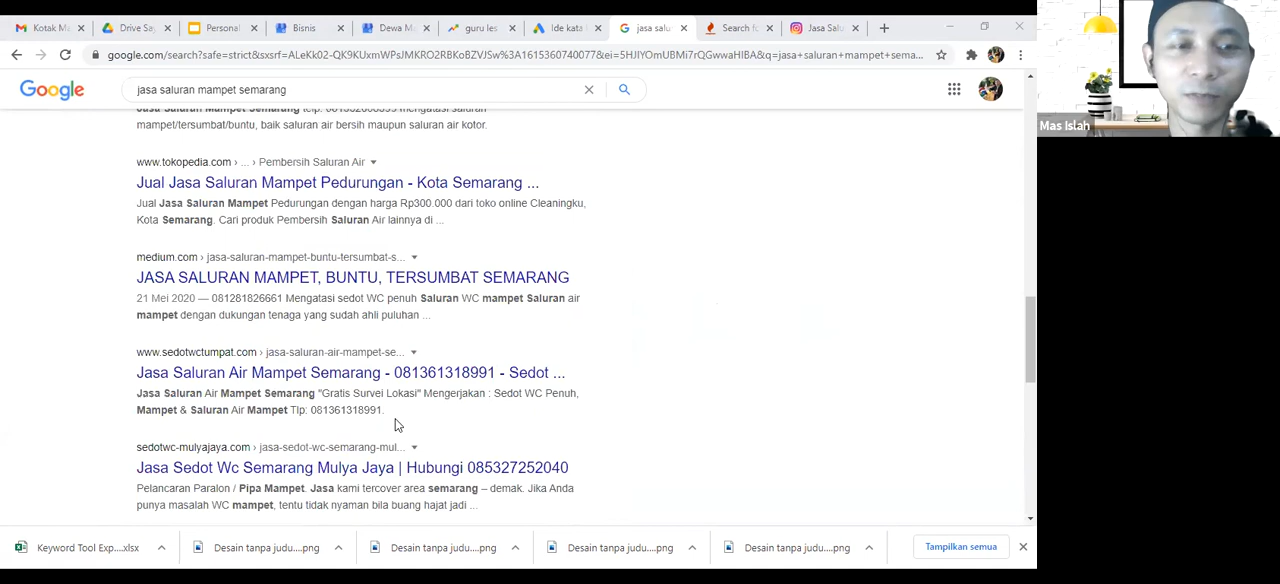 Kotak M
Drive Say
Personal
Bisnis
Dewa M
guru les
Ide kata
jasa salu
Search fo
Jasa Salu
google.com/search?safe=strict&sxsrf=ALeKk02-QK9KUxmWPsJMKRO2RBKoBZVJSw%3A1615360740077&ei=5HJIYOmUBMi7rQGwwaHIBA&q=jasa+saluran+mampet+sema...
Google
jasa saluran mampet semarang
mampet/tersumbat/buntu, baik saluran air bersih maupun saluran air kotor.
www.tokopedia.com › ... › Pembersih Saluran Air
Jual Jasa Saluran Mampet Pedurungan - Kota Semarang ...
Jual Jasa Saluran Mampet Pedurungan dengan harga Rp300.000 dari toko online Cleaningku,
Kota Semarang. Cari produk Pembersih Saluran Air lainnya di ...
medium.com › jasa-saluran-mampet-buntu-tersumbat-s...
JASA SALURAN MAMPET, BUNTU, TERSUMBAT SEMARANG
21 Mei 2020 — 081281826661 Mengatasi sedot WC penuh Saluran WC mampet Saluran air
mampet dengan dukungan tenaga yang sudah ahli puluhan ...
www.sedotwctumpat.com › jasa-saluran-air-mampet-se...
Jasa Saluran Air Mampet Semarang - 081361318991 - Sedot ...
Jasa Saluran Air Mampet Semarang "Gratis Survei Lokasi" Mengerjakan : Sedot WC Penuh,
Mampet & Saluran Air Mampet Tlp: 081361318991.
sedotwc-mulyajaya.com › jasa-sedot-wc-semarang-mul...
Jasa Sedot Wc Semarang Mulya Jaya | Hubungi 085327252040
Pelancaran Paralon / Pipa Mampet. Jasa kami tercover area semarang – demak. Jika Anda
punya masalah WC mampet, tentu tidak nyaman bila buang hajat jadi ...
Keyword Tool Exp....xlsx
Desain tanpa judu....png
Desain tanpa judu....png
Desain tanpa judu....png
Desain tanpa judu....png
Tampilkan semua
Mas Islah